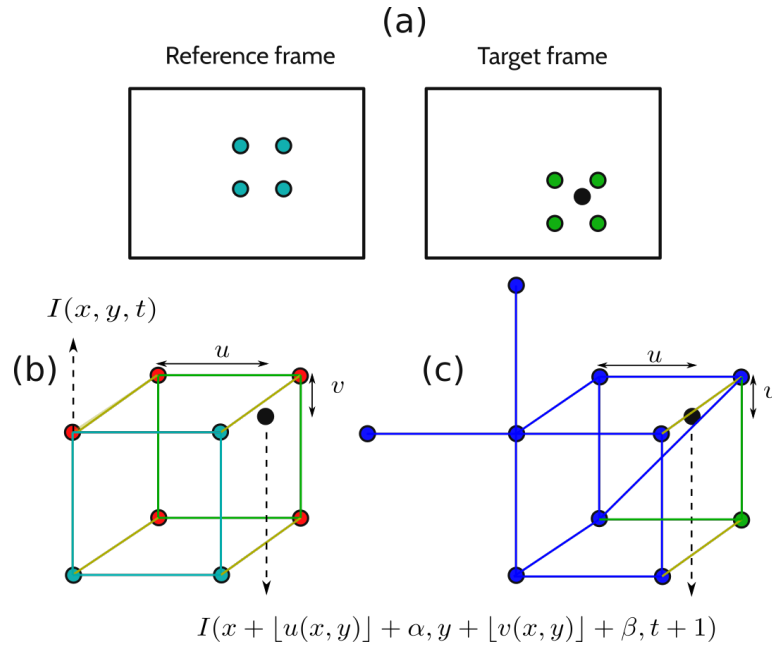 (a)
Reference frame
Target frame
I(x, y, t)
(b)
u
v
(c)
u
v
I(x + ⌊u(x, y)⌋ + α, y + ⌊v(x, y)⌋ + β, t + 1)